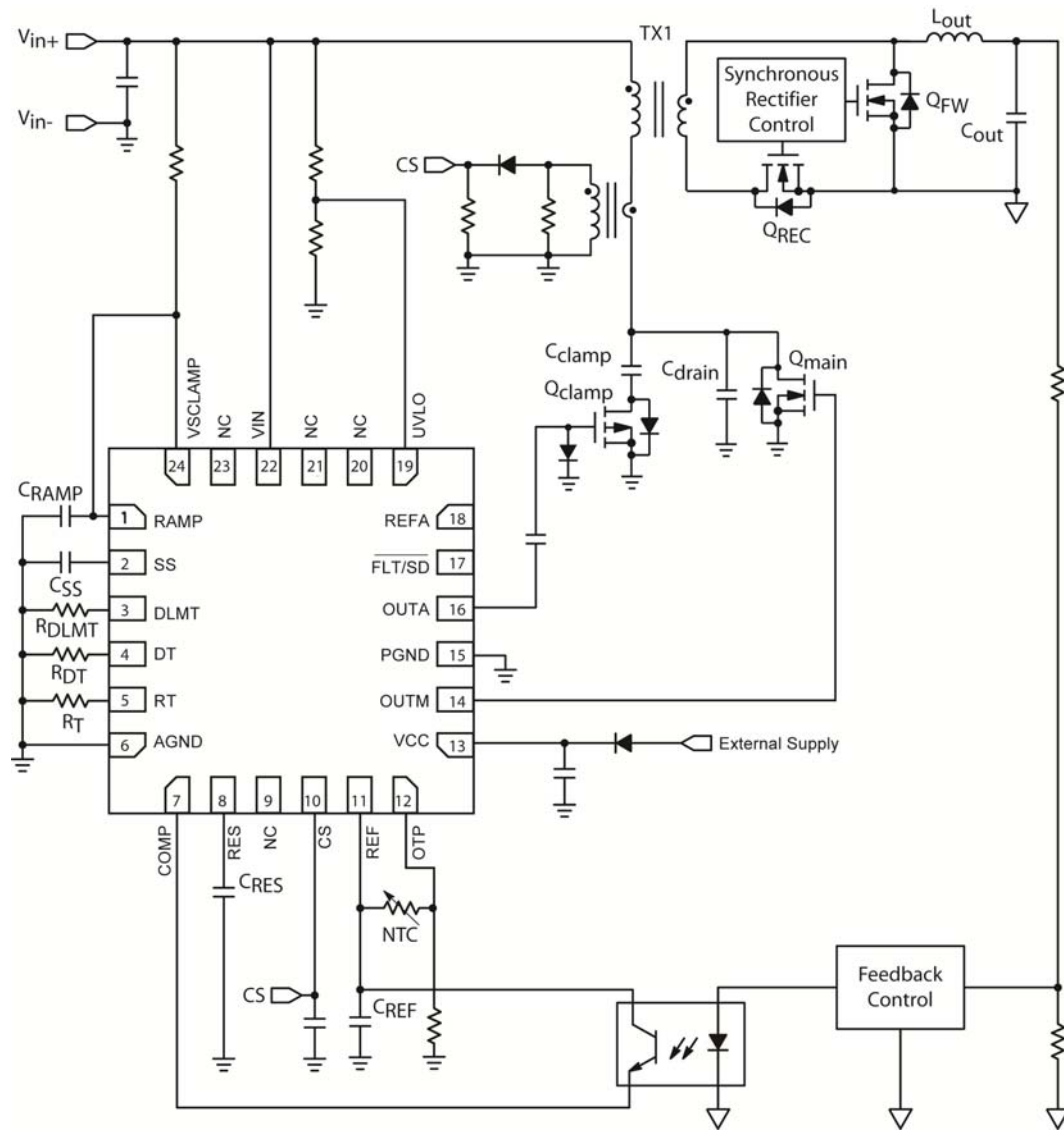 Vin+
TX1
Lout
Synchronous
Rectifier
Control
QFW
Cout
Vin-
CS
QREC
Cclamp
Qclamp
Cdrain
Qmain
VSCLAMP
NC
VIN
NC
NC
UVLO
24
23
22
21
20
19
CRAMP
1
RAMP
REFA
18
2
SS
FLT/SD
17
CSS
3
DLMT
OUTA
16
RDLMT
4
DT
PGND
15
RDT
5
RT
OUTM
14
RT
6
AGND
VCC
13
External Supply
7
8
9
10
11
12
COMP
RES
NC
CS
REF
OTP
CRES
NTC
CS
CREF
Feedback
Control